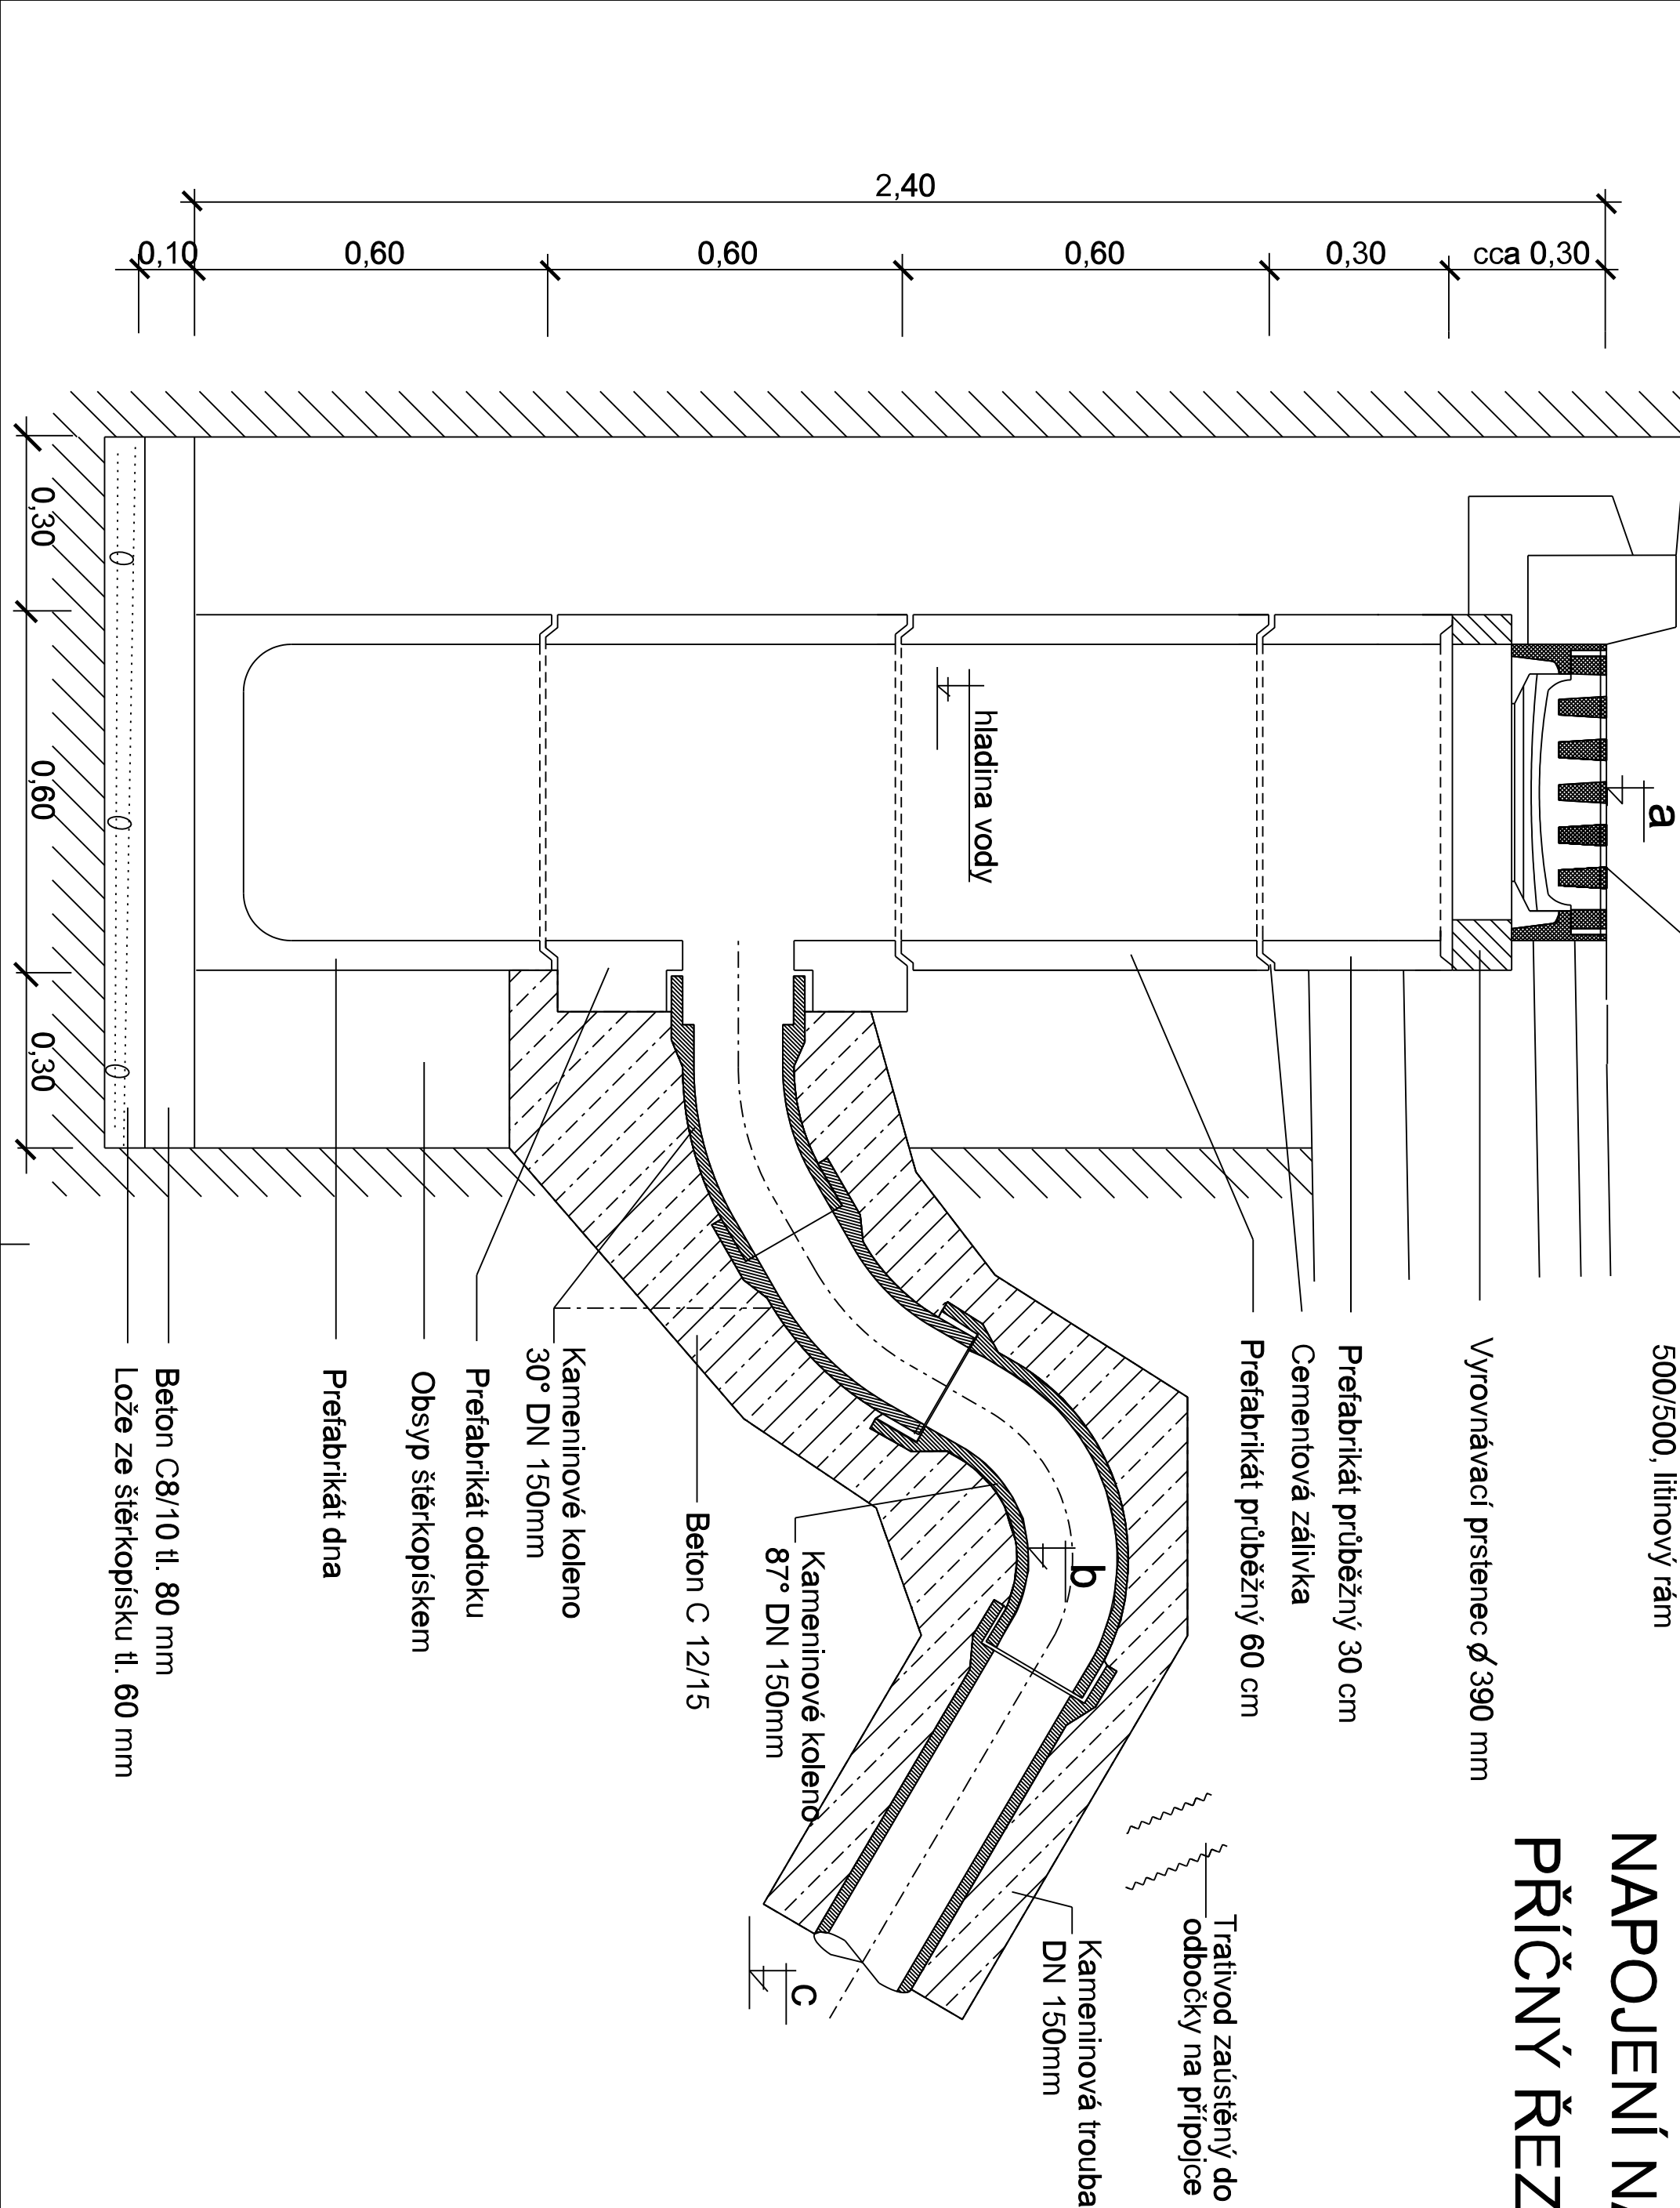 NAPOJENÍ NA
PŘÍČNÝ ŘEZ
500/500, litinový rám
a
Vyrovnávací prstenec ø 390 mm
Prefabrikát průběžný 30 cm
Cementová zálivka
Prefabrikát průběžný 60 cm
Trativod zaústěný do
odbočky na přípojce
Kameninová trouba
DN 150mm
b
hladina vody
c
Kameninové koleno
87° DN 150mm
Beton C 12/15
Kameninové koleno
30° DN 150mm
Prefabrikát odtoku
Obsyp štěrkopískem
Prefabrikát dna
Beton C8/10 tl. 80 mm
Lože ze štěrkopísku tl. 60 mm
2,40
0,10
0,60
0,60
0,60
0,30
cca 0,30
0,30
0,60
0,30